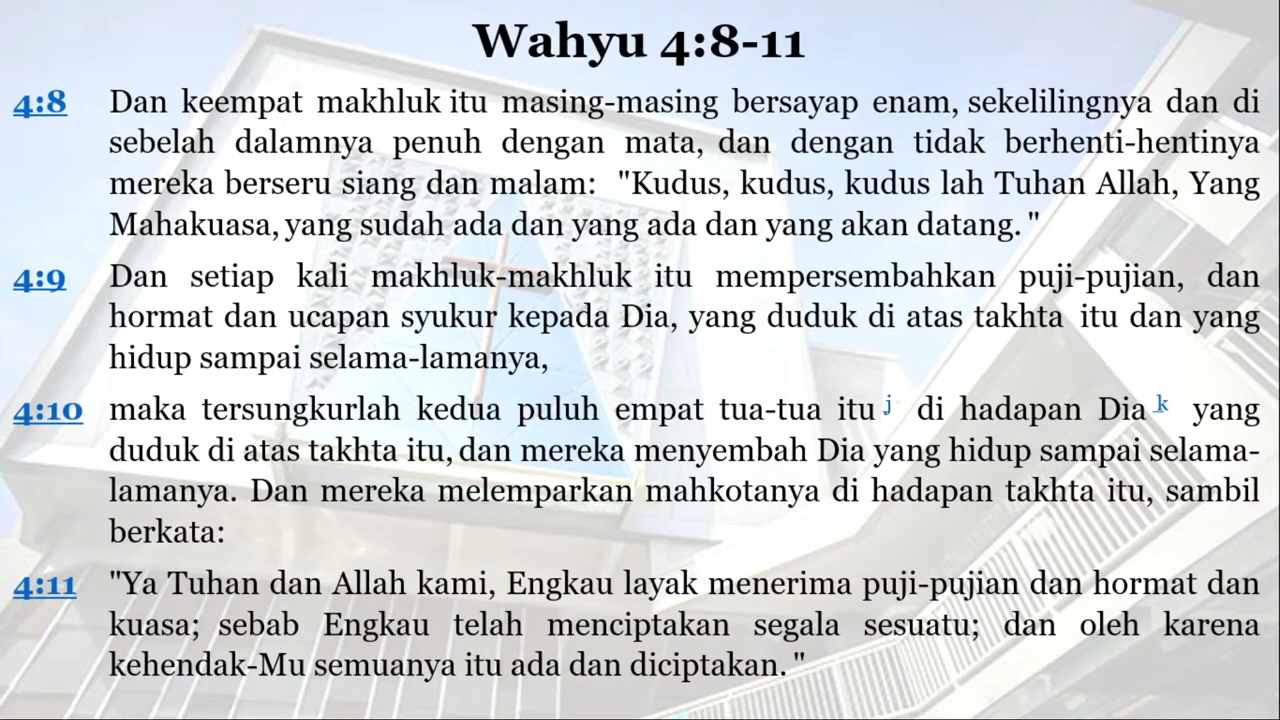 Wahyu 4:8-11
4:8 Dan keempat makhluk itu masing-masing bersayap enam, sekelilingnya dan di
sebelah dalamnya penuh dengan mata, dan dengan tidak berhenti-hentinya
mereka berseru siang dan malam: "Kudus, kudus, kudus lah Tuhan Allah, Yang
Mahakuasa, yang sudah ada dan yang ada dan yang akan datang. "
4:9 Dan setiap kali makhluk-makhluk itu mempersembahkan puji-pujian, dan
hormat dan ucapan syukur kepada Dia, yang duduk di atas takhta itu dan yang
hidup sampai selama-lamanya,
4:10 maka tersungkurlah kedua puluh empat tua-tua itu j di hadapan Dia k yang
duduk di atas takhta itu, dan mereka menyembah Dia yang hidup sampai selama-
lamanya. Dan mereka melemparkan mahkotanya di hadapan takhta itu, sambil
berkata:
4:11 "Ya Tuhan dan Allah kami, Engkau layak menerima puji-pujian dan hormat dan
kuasa; sebab Engkau telah menciptakan segala sesuatu; dan oleh karena
kehendak-Mu semuanya itu ada dan diciptakan. "